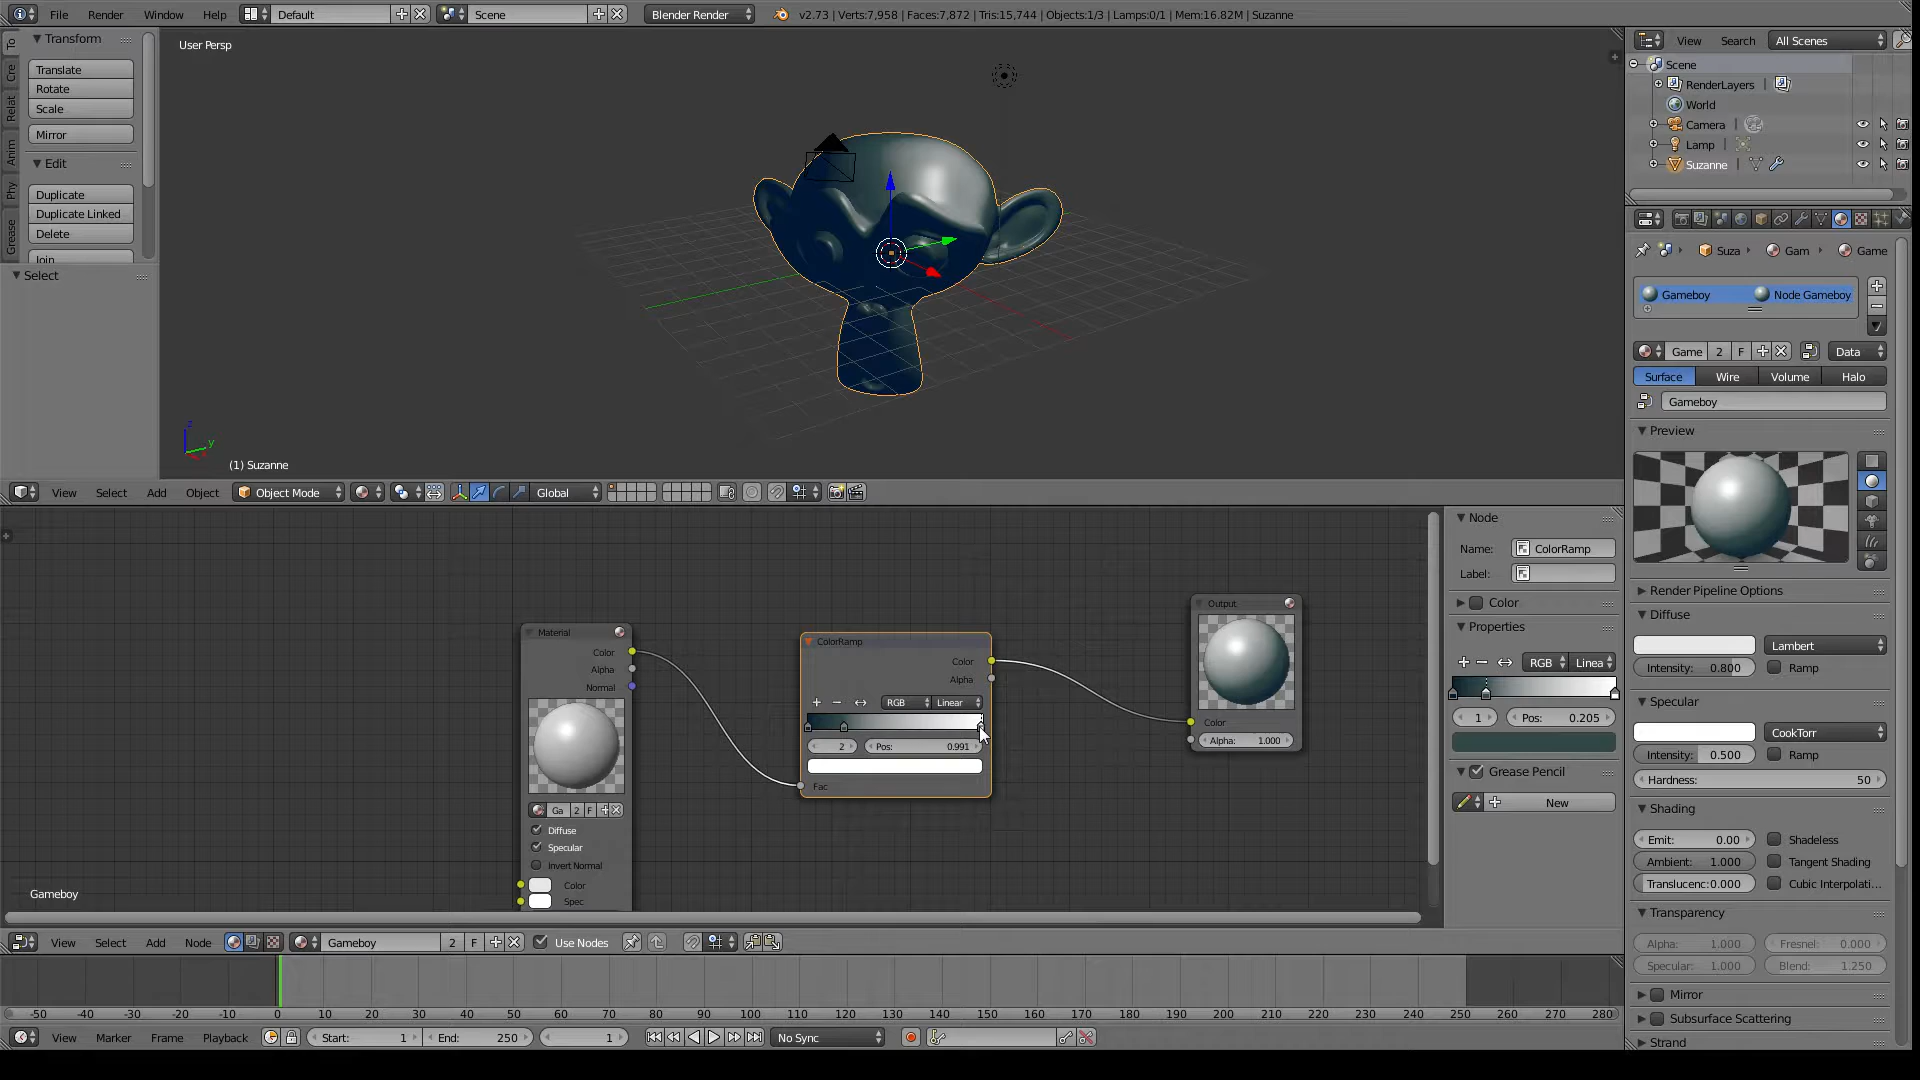 File Render Window Help Default Scene Blender Render v2.73 | Verts:7,958 | Faces:7,872 | Tris:15,744 | Objects:1/3 | Lamps:0/1 | Mem:16.82M | Suzanne
To
Cre
Relat
Anim
Phy
Grease
Transform
Translate
Rotate
Scale
Mirror
Edit
Duplicate
Duplicate Linked
Delete
Join
Select
User Persp
z
y
(1) Suzanne
View Select Add Object Object Mode Global
View Search All Scenes
Scene
RenderLayers |
World
Camera
Lamp
Suzanne
Suza Gam Game
Gameboy Node Gameboy
Game 2 F Data
Surface Wire Volume Halo
Gameboy
Preview
Render Pipeline Options
Diffuse
Lambert
Intensity: 0.800 Ramp
Specular
CookTorr
Intensity: 0.500 Ramp
Hardness: 50
Shading
Emit: 0.00 Shadeless
Ambient: 1.000 Tangent Shading
Translucenc:0.000 Cubic Interpolati...
Transparency
Alpha: 1.000 Fresnel: 0.000
Specular: 1.000 Blend: 1.250
Mirror
Subsurface Scattering
Strand
Material
Color
Alpha
Normal
Ga 2 F
Diffuse
Specular
Invert Normal
Color
Spec
ColorRamp
Color
Alpha
RGB Linear
2 Pos: 0.991
Fac
Output
Color
Alpha: 1.000
Gameboy
Node
Name: ColorRamp
Label:
Color
Properties
RGB Linea
1 Pos: 0.205
Grease Pencil
New
View Select Add Node Gameboy 2 F Use Nodes
-50 -40 -30 -20 -10 0 10 20 30 40 50 60 70 80 90 100 110 120 130 140 150 160 170 180 190 200 210 220 230 240 250 260 270 280
View Marker Frame Playback Start: 1 End: 250 1 No Sync